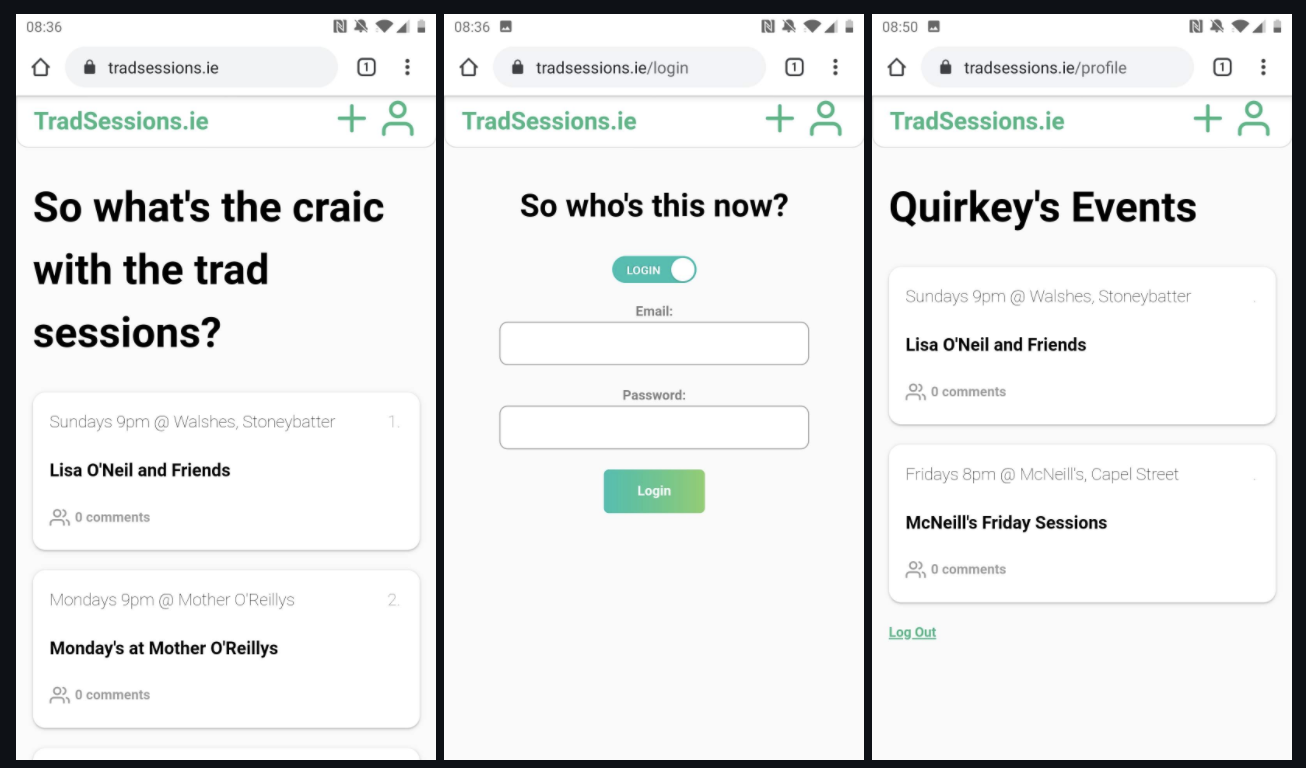 08:36
1
tradsessions.ie
TradSessions.ie
So what's the craic
with the trad
sessions?
Sundays 9pm @ Walshes, Stoneybatter 1.
Lisa O'Neil and Friends
0 comments
Mondays 9pm @ Mother O'Reillys 2.
Monday's at Mother O'Reillys
0 comments
08:36
tradsessions.ie/login 1
TradSessions.ie
So who's this now?
LOGIN
Email:
Password:
Login
08:50
tradsessions.ie/profile 1
TradSessions.ie
Quirkey's Events
Sundays 9pm @ Walshes, Stoneybatter .
Lisa O'Neil and Friends
0 comments
Fridays 8pm @ McNeill's, Capel Street .
McNeill's Friday Sessions
0 comments
Log Out